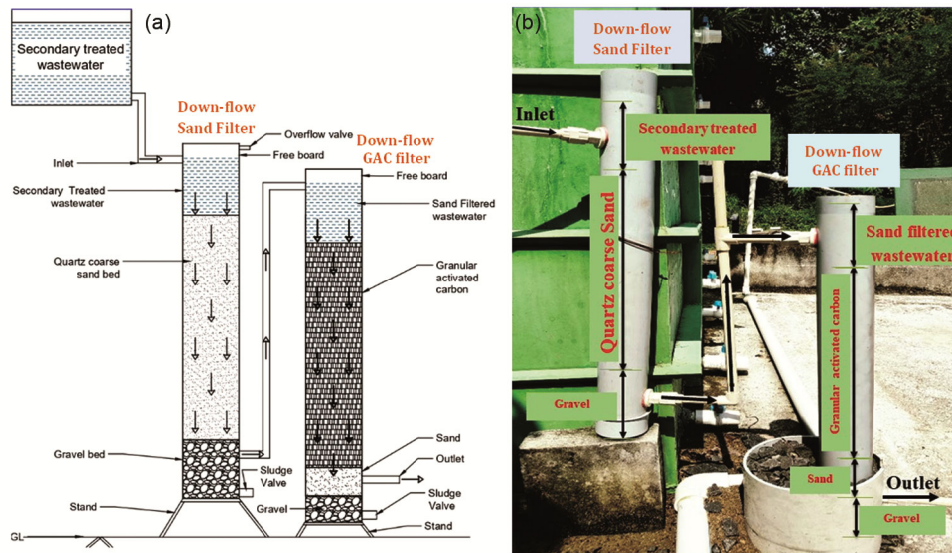 (a)
Secondary treated
wastewater
Down-flow
Sand Filter
Overflow valve
Free board
Inlet
Secondary Treated
wastewater
Quartz coarse
sand bed
Gravel bed
Sludge
Valve
Stand
GL
Down-flow
GAC filter
Free board
Sand Filtered
wastewater
Granular
activated
carbon
Sand
Outlet
Gravel
Sludge
Valve
Stand
(b)
Down-flow
Sand Filter
Inlet
Secondary treated
wastewater
Quartz coarse Sand
Gravel
Down-flow
GAC filter
Sand filtered
wastewater
Granular activated carbon
Sand
Outlet
Gravel